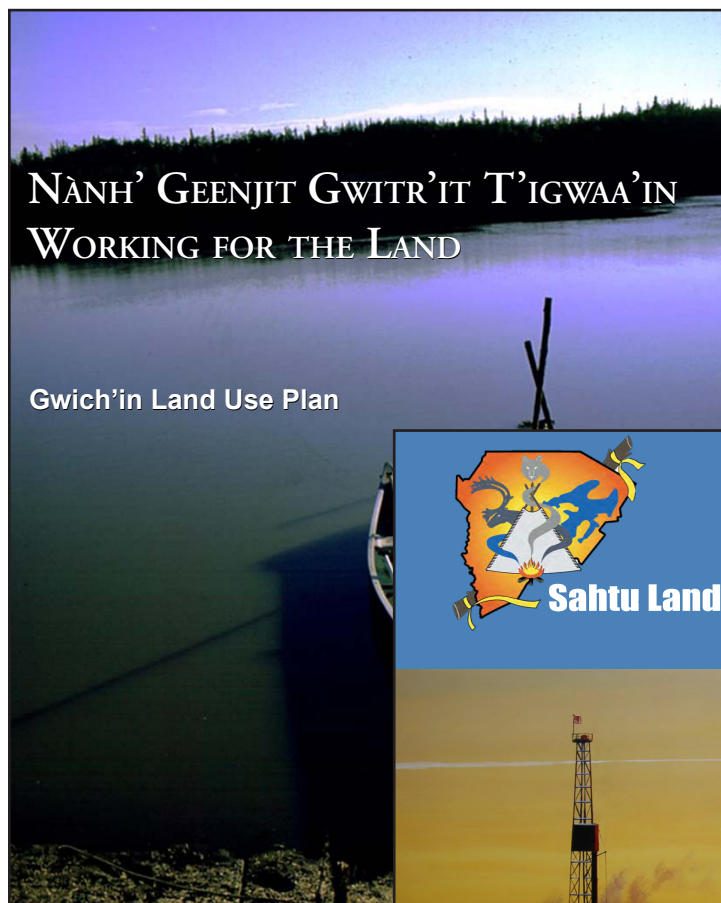 Nành' Geenjit Gwitr'it T'igwaa'in
Working for the Land
Gwich'in Land Use Plan
Sahtu Land